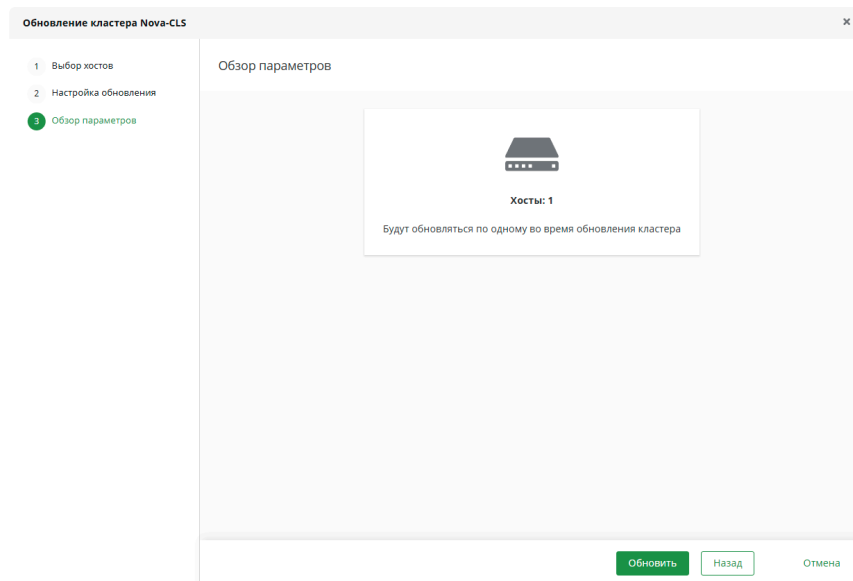 Обновление кластера Nova-CLS
×
1 Выбор хостов
2 Настройка обновления
3 Обзор параметров
Обзор параметров
Хосты: 1
Будут обновляться по одному во время обновления кластера
Обновить
Назад
Отмена